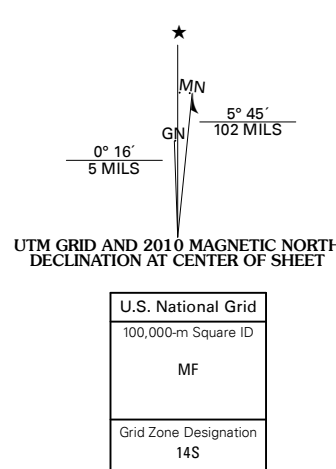 ★
MN
GN
5° 45´
102 MILS
0° 16´
5 MILS
UTM GRID AND 2010 MAGNETIC NORTH
DECLINATION AT CENTER OF SHEET
U.S. National Grid
100,000-m Square ID
MF
Grid Zone Designation
14S